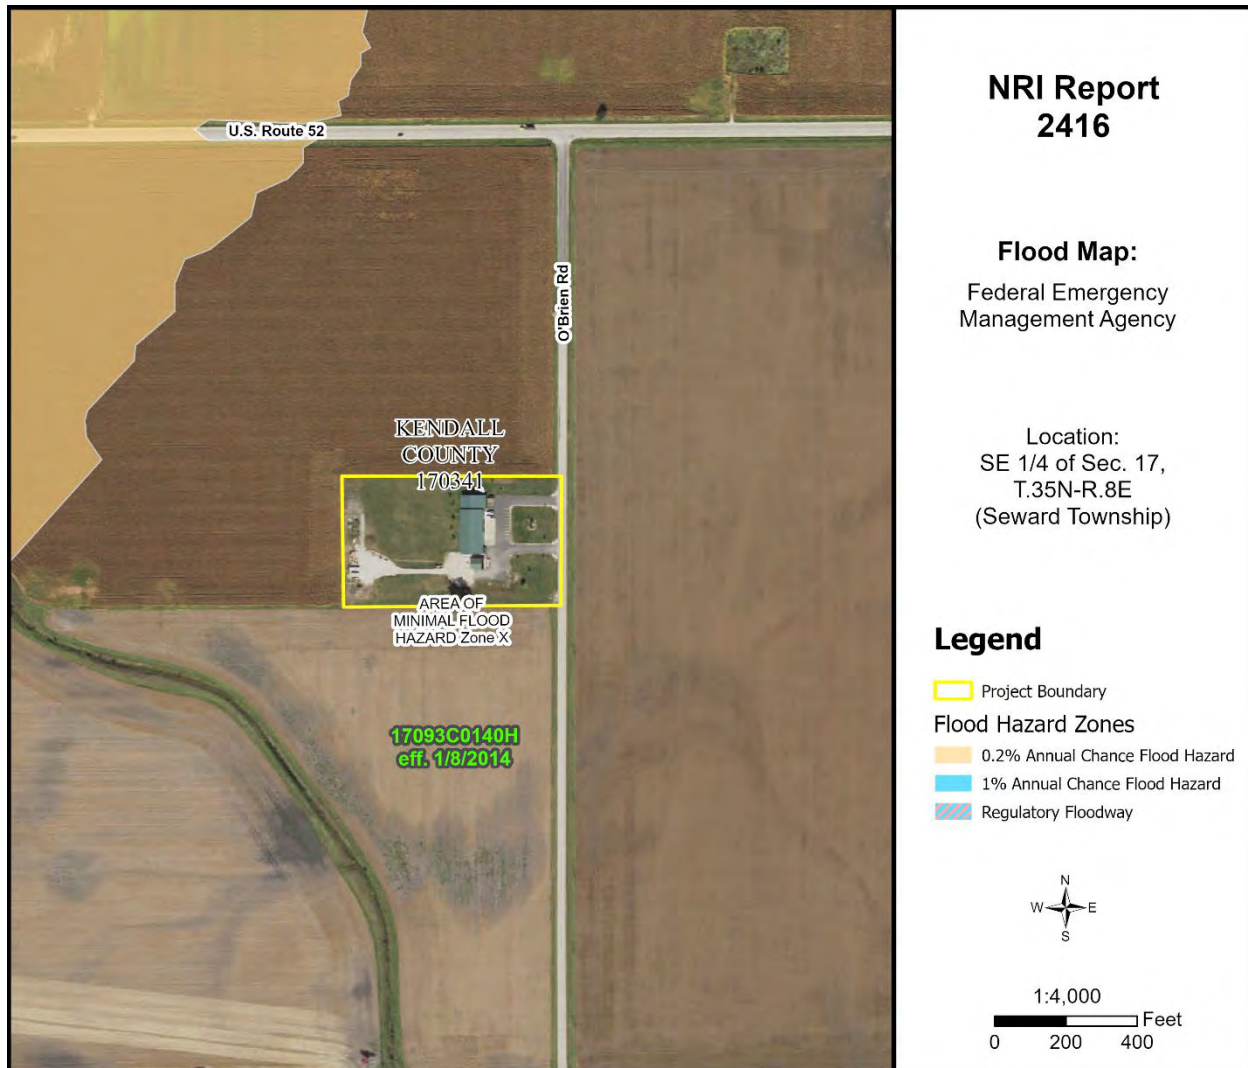 U.S. Route 52
O'Brien Rd
KENDALL
COUNTY
170341
AREA OF
MINIMAL FLOOD
HAZARD Zone X
17093C0140H
eff. 1/8/2014
NRI Report
2416
Flood Map:
Federal Emergency
Management Agency
Location:
SE 1/4 of Sec. 17,
T.35N-R.8E
(Seward Township)
Legend
Project Boundary
Flood Hazard Zones
0.2% Annual Chance Flood Hazard
1% Annual Chance Flood Hazard
Regulatory Floodway
N
W E
S
1:4,000
Feet
0 200 400